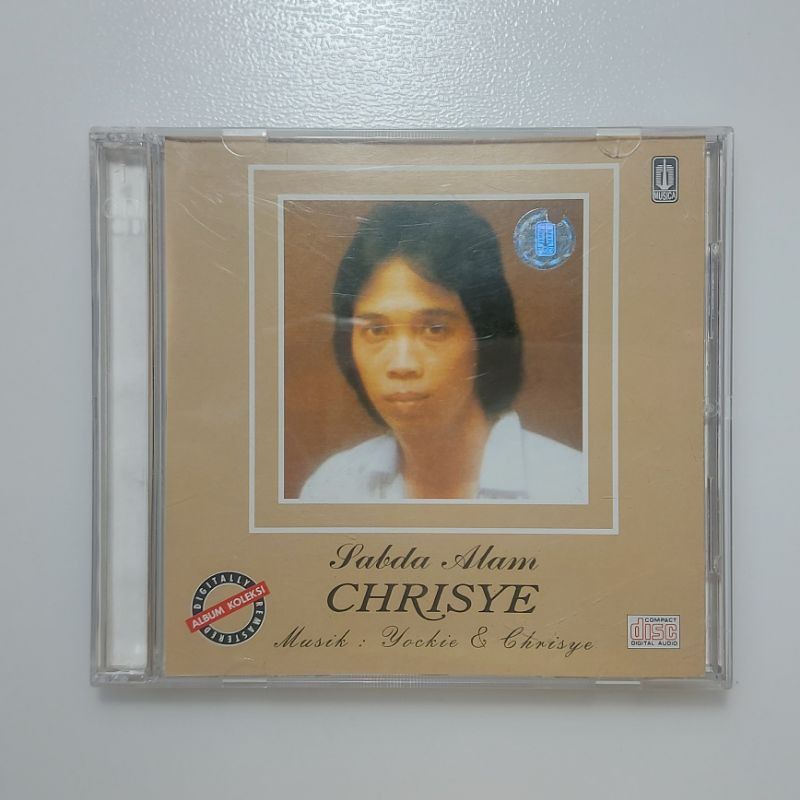 MUSICA
Sabda Alam
CHRISYE
Musik : Yockie & Chrisye
DIGITALLY
ALBUM KOLEKSI
REMASTERED
COMPACT
disc
DIGITAL AUDIO